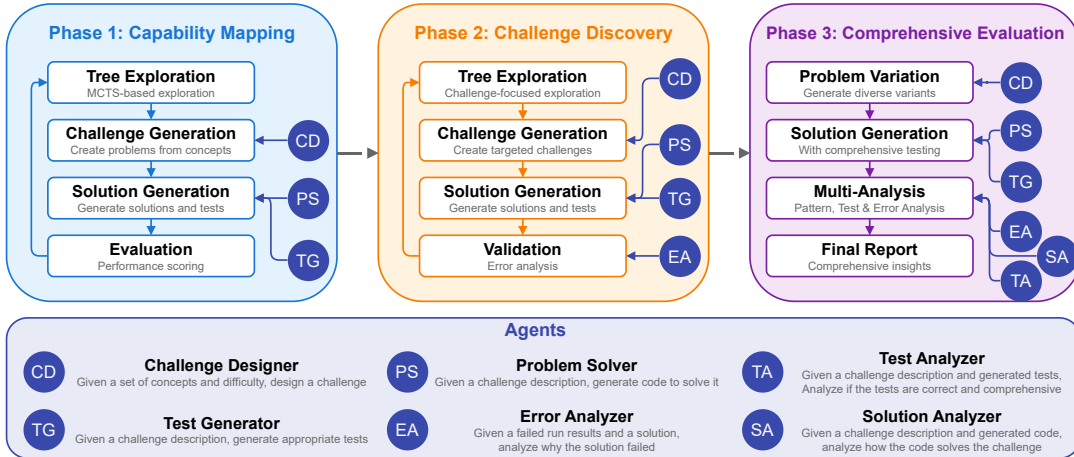 Phase 1: Capability Mapping
Tree Exploration
MCTS-based exploration
Challenge Generation
Create problems from concepts
CD
Solution Generation
Generate solutions and tests
PS
Evaluation
Performance scoring
TG
Phase 2: Challenge Discovery
Tree Exploration
Challenge-focused exploration
CD
Challenge Generation
Create targeted challenges
PS
Solution Generation
Generate solutions and tests
TG
Validation
Error analysis
EA
Phase 3: Comprehensive Evaluation
Problem Variation
Generate diverse variants
CD
Solution Generation
With comprehensive testing
PS
TG
Multi-Analysis
Pattern, Test & Error Analysis
EA
Final Report
Comprehensive insights
SA
TA
Agents
CD
Challenge Designer
Given a set of concepts and difficulty, design a challenge
PS
Problem Solver
Given a challenge description, generate code to solve it
TA
Test Analyzer
Given a challenge description and generated tests,
Analyze if the tests are correct and comprehensive
TG
Test Generator
Given a challenge description, generate appropriate tests
EA
Error Analyzer
Given a failed run results and a solution,
analyze why the solution failed
SA
Solution Analyzer
Given a challenge description and generated code,
analyze how the code solves the challenge